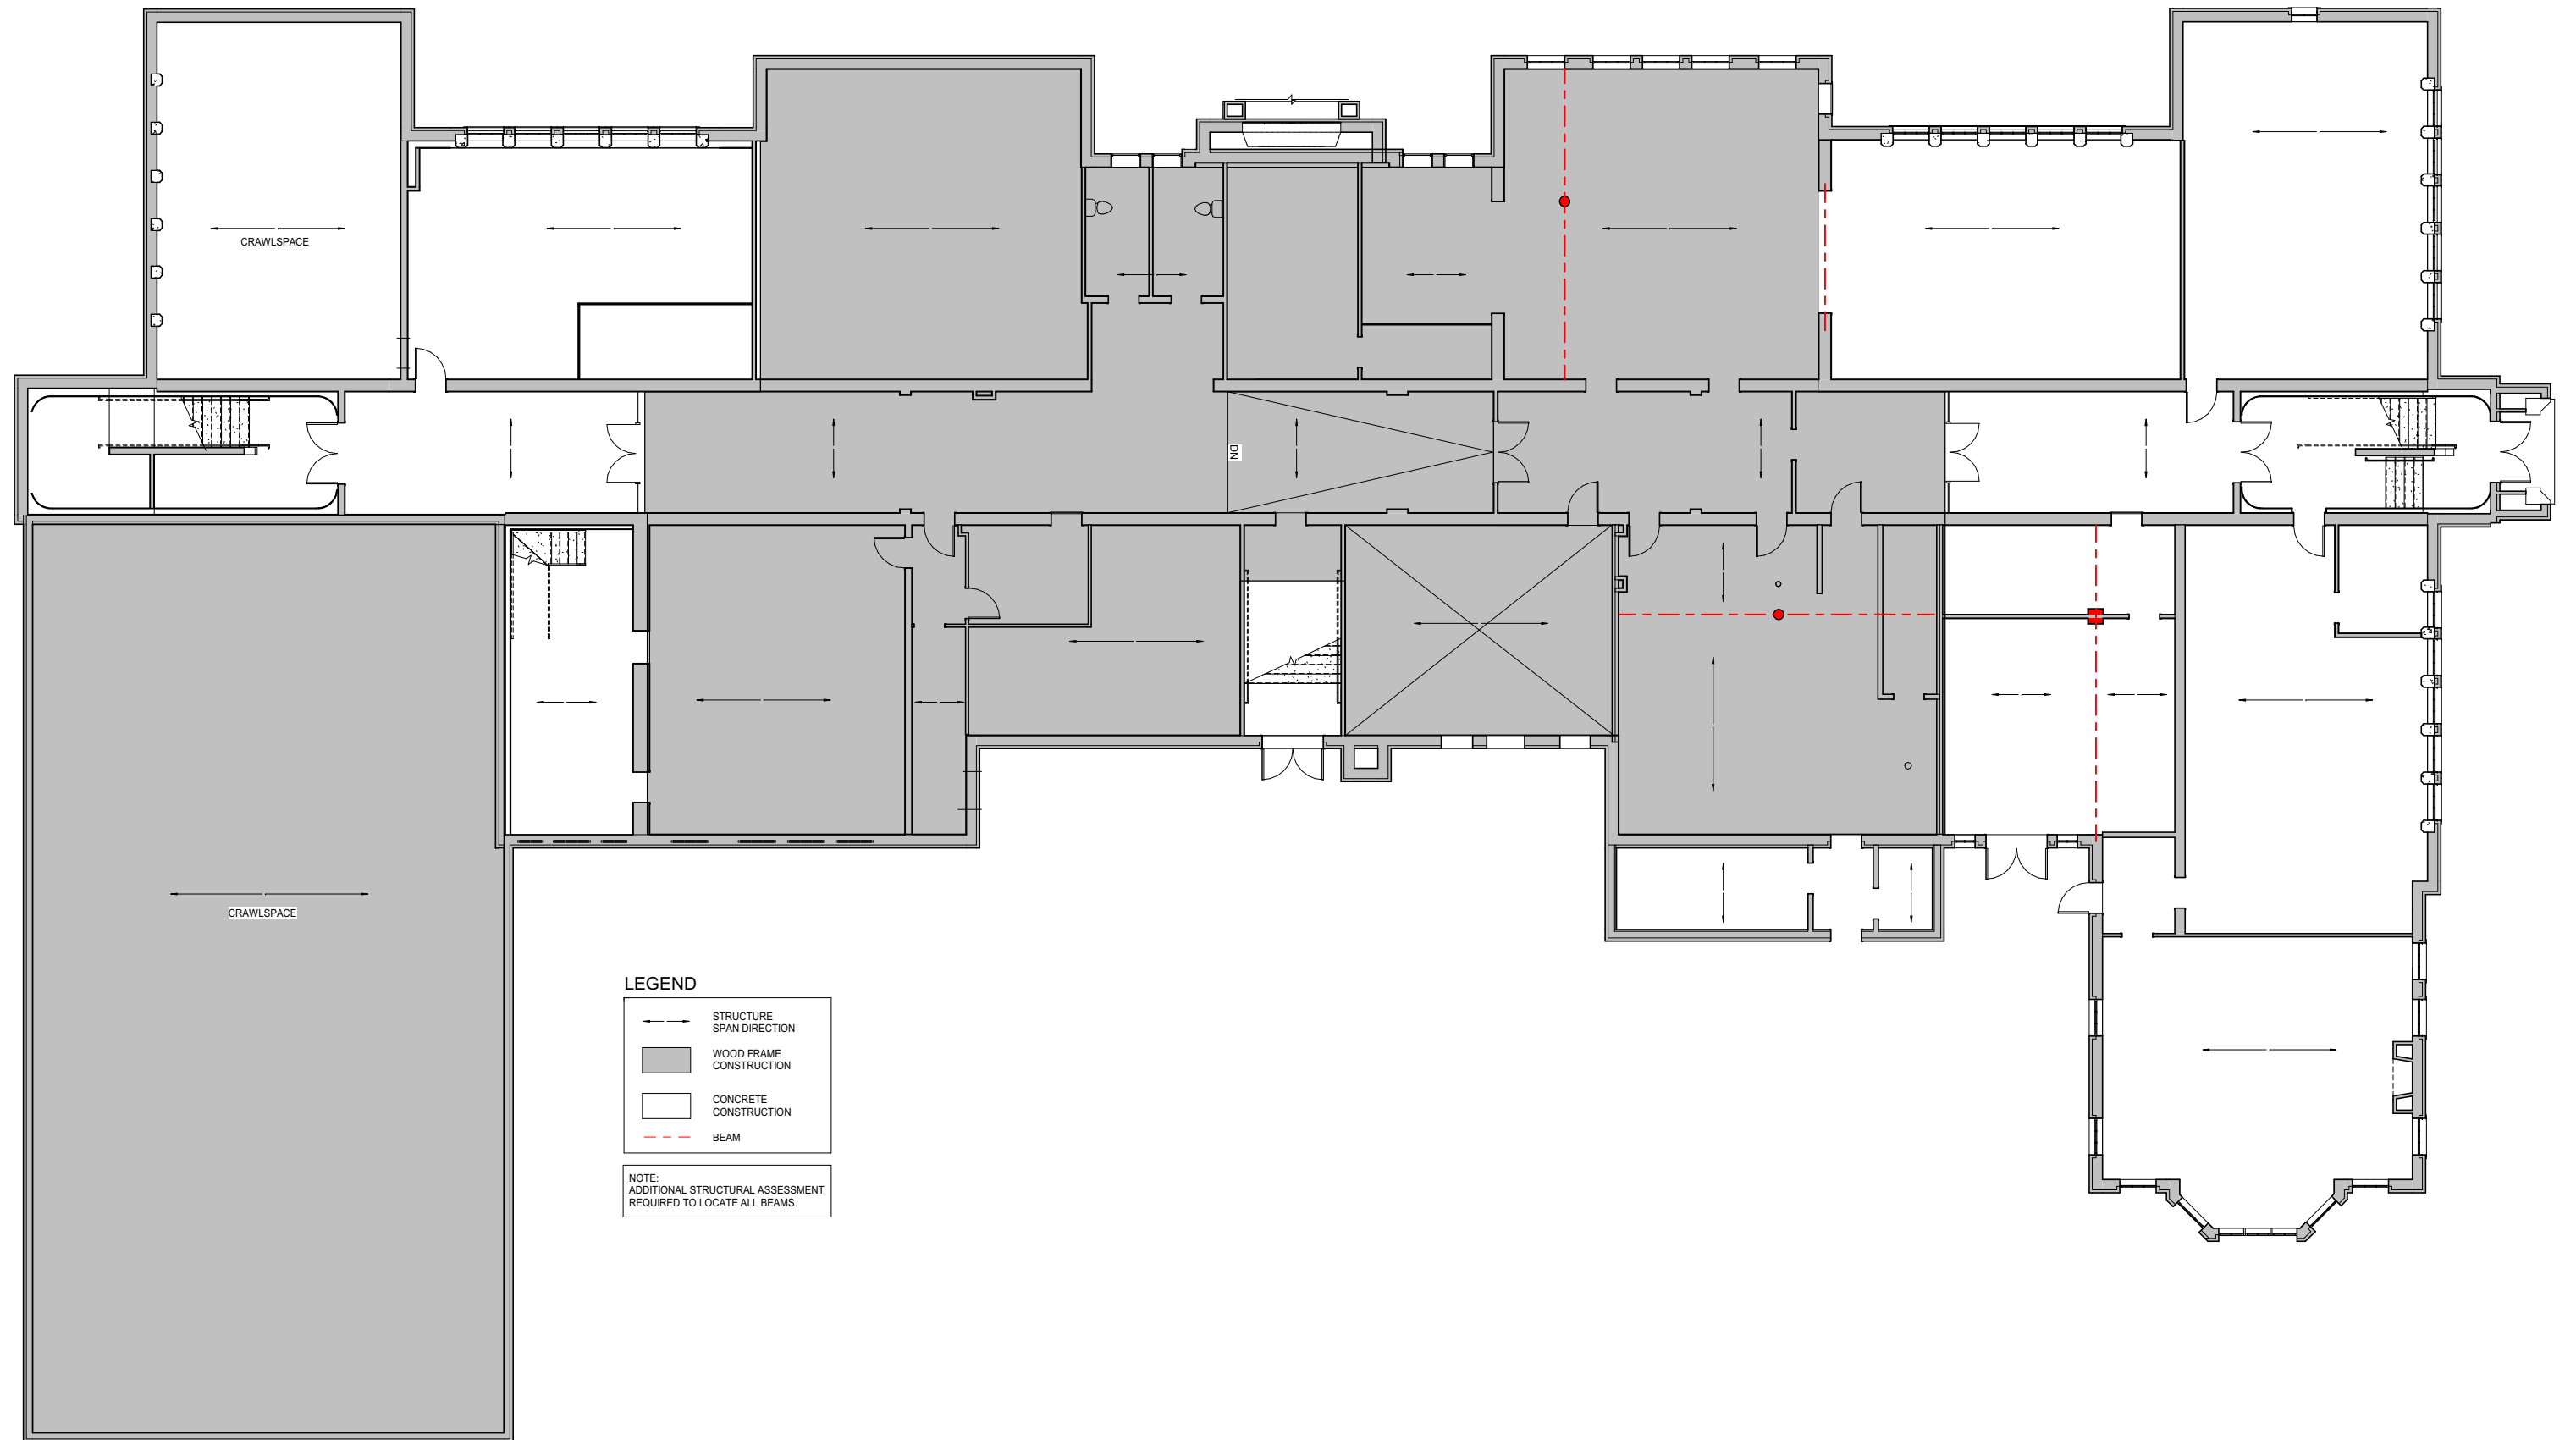 CRAWLSPACE
DN
CRAWLSPACE
LEGEND
STRUCTURE
SPAN DIRECTION
WOOD FRAME
CONSTRUCTION
CONCRETE
CONSTRUCTION
BEAM
NOTE:
ADDITIONAL STRUCTURAL ASSESSMENT
REQUIRED TO LOCATE ALL BEAMS.